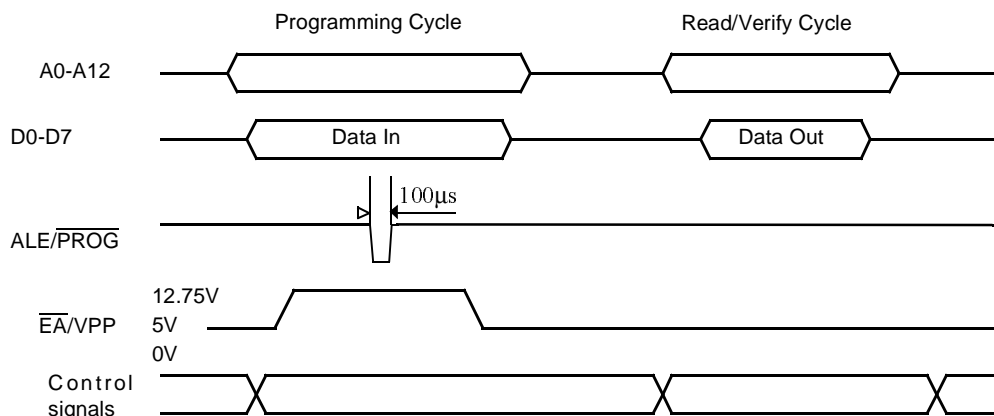 Programming Cycle Read/Verify Cycle
A0-A12
D0-D7 Data In Data Out
100μs
ALE/PROG
12.75V
EA/VPP 5V
0V
Control
signals